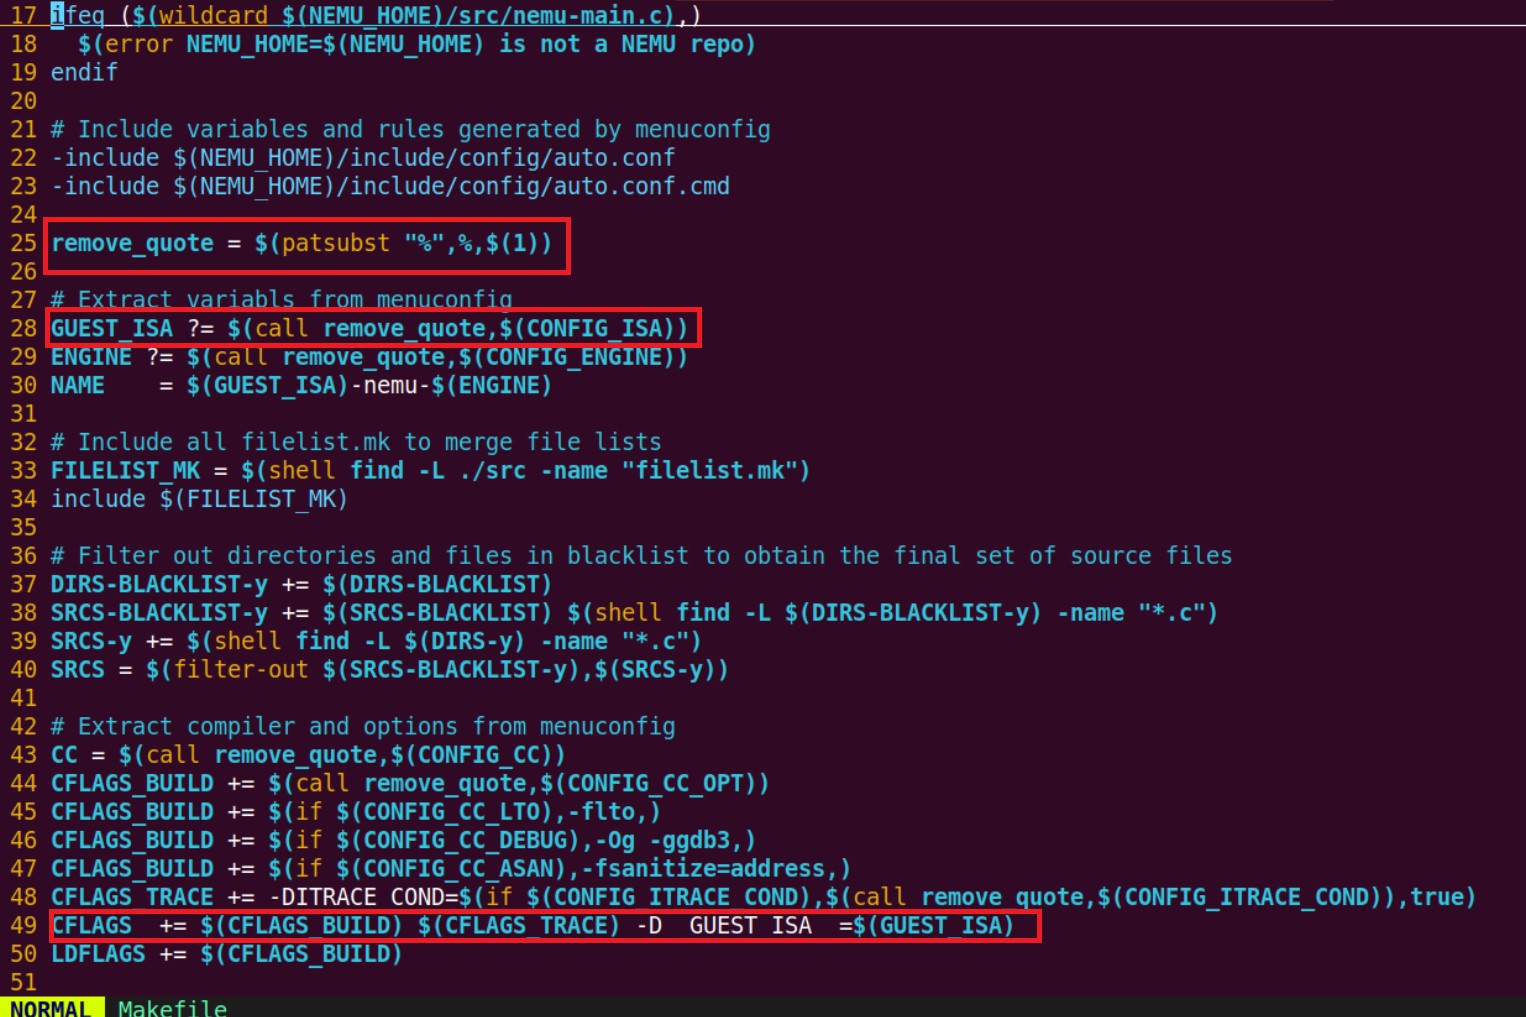 17 ifeq ($(wildcard $(NEMU_HOME)/src/nemu-main.c),)
18   $(error NEMU_HOME=$(NEMU_HOME) is not a NEMU repo)
19 endif
20
21 # Include variables and rules generated by menuconfig
22 -include $(NEMU_HOME)/include/config/auto.conf
23 -include $(NEMU_HOME)/include/config/auto.conf.cmd
24
25 remove_quote = $(patsubst "%",%,$(1))
26
27 # Extract variabls from menuconfig
28 GUEST_ISA ?= $(call remove_quote,$(CONFIG_ISA))
29 ENGINE ?= $(call remove_quote,$(CONFIG_ENGINE))
30 NAME    = $(GUEST_ISA)-nemu-$(ENGINE)
31
32 # Include all filelist.mk to merge file lists
33 FILELIST_MK = $(shell find -L ./src -name "filelist.mk")
34 include $(FILELIST_MK)
35
36 # Filter out directories and files in blacklist to obtain the final set of source files
37 DIRS-BLACKLIST-y += $(DIRS-BLACKLIST)
38 SRCS-BLACKLIST-y += $(SRCS-BLACKLIST) $(shell find -L $(DIRS-BLACKLIST-y) -name "*.c")
39 SRCS-y += $(shell find -L $(DIRS-y) -name "*.c")
40 SRCS = $(filter-out $(SRCS-BLACKLIST-y),$(SRCS-y))
41
42 # Extract compiler and options from menuconfig
43 CC = $(call remove_quote,$(CONFIG_CC))
44 CFLAGS_BUILD += $(call remove_quote,$(CONFIG_CC_OPT))
45 CFLAGS_BUILD += $(if $(CONFIG_CC_LTO),-flto,)
46 CFLAGS_BUILD += $(if $(CONFIG_CC_DEBUG),-Og -ggdb3,)
47 CFLAGS_BUILD += $(if $(CONFIG_CC_ASAN),-fsanitize=address,)
48 CFLAGS_TRACE += -DITRACE_COND=$(if $(CONFIG_ITRACE_COND),$(call remove_quote,$(CONFIG_ITRACE_COND)),true)
49 CFLAGS  += $(CFLAGS_BUILD) $(CFLAGS_TRACE) -D__GUEST_ISA__=$(GUEST_ISA)
50 LDFLAGS += $(CFLAGS_BUILD)
51
NORMAL Makefile